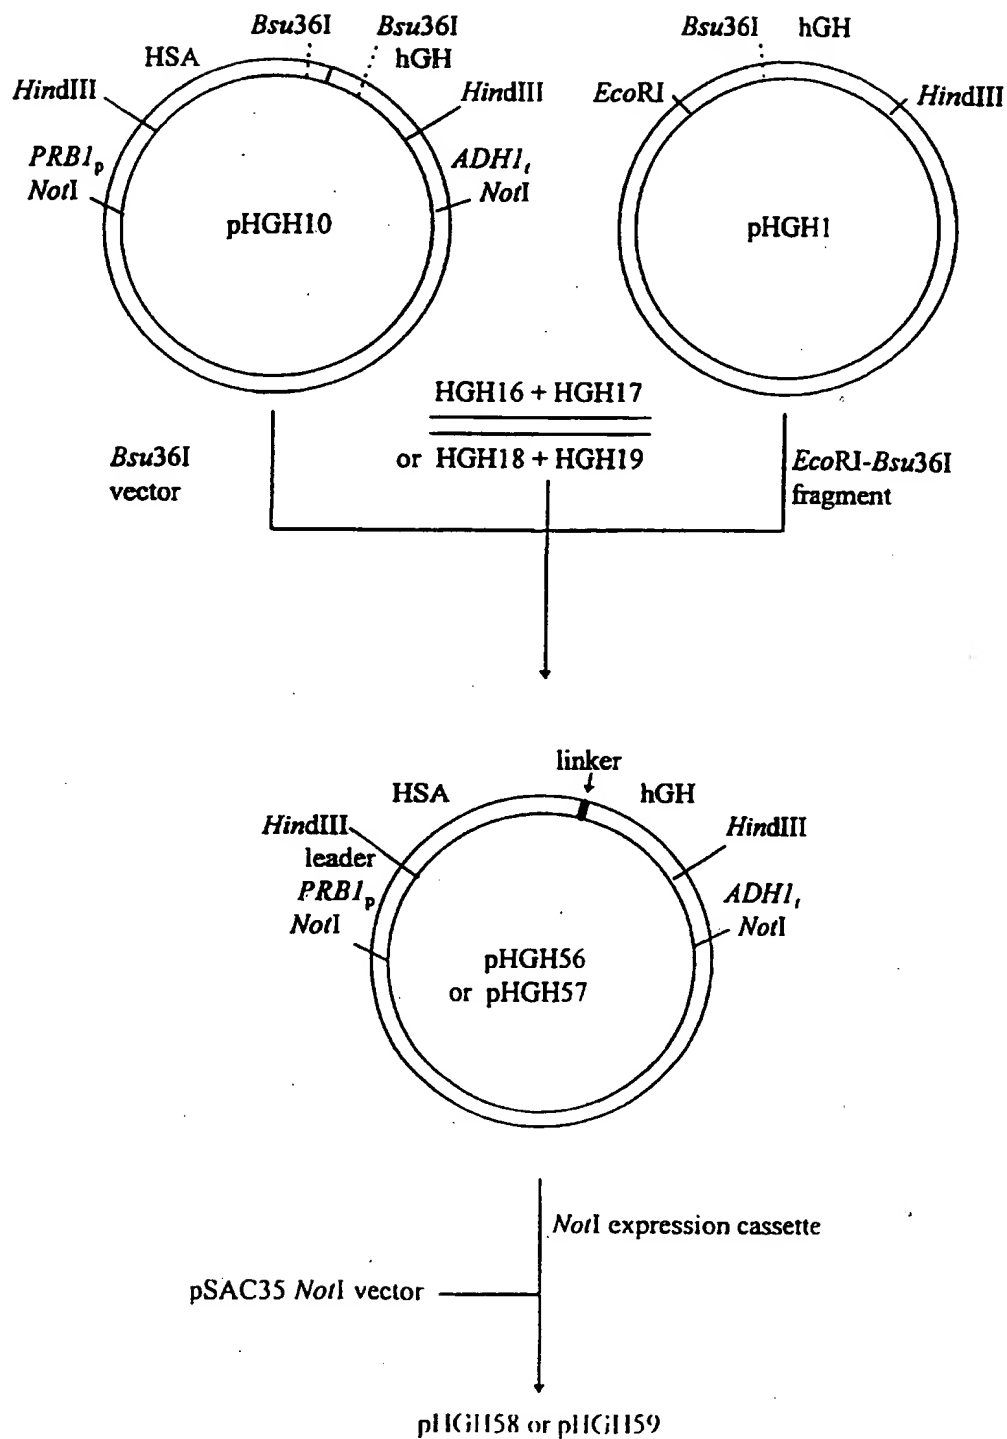 Bsu36I
Bsu36I
HSA
hGH
HindIII
HindIII
PRB1p
ADH1t
NotI
NotI
pHGH10
Bsu36I
hGH
EcoRI
HindIII
pHGH1
HGH16 + HGH17
or HGH18 + HGH19
Bsu36I
vector
EcoRI-Bsu36I
fragment
linker
HSA
hGH
HindIII
HindIII
leader
PRB1p
ADH1t
NotI
NotI
pHGH56
or pHGH57
NotI expression cassette
pSAC35 NotI vector
pHGH58 or pHGH59